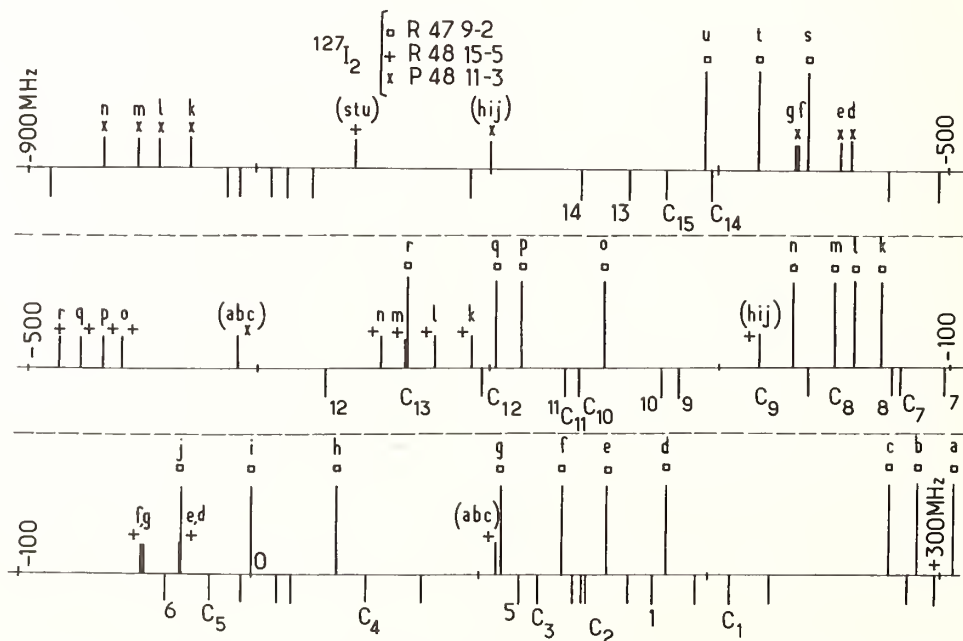 ¹²⁷I₂
□ R 47 9-2
+ R 48 15-5
x P 48 11-3
u t s
n m l k (stu) (hij) g f e d
-900MHz -500
14 13 C₁₅ C₁₄
r q p o n m l k
r q p o (abc) n m l k (hij)
-500 -100
12 C₁₃ C₁₂ 11 C₁₁ C₁₀ 10 9 C₉ C₈ 8 C₇ 7
j i h g f e d c b a
f,g e,d (abc)
-100 0 +300MHz
6 C₅ C₄ 5 C₃ C₂ 1 C₁